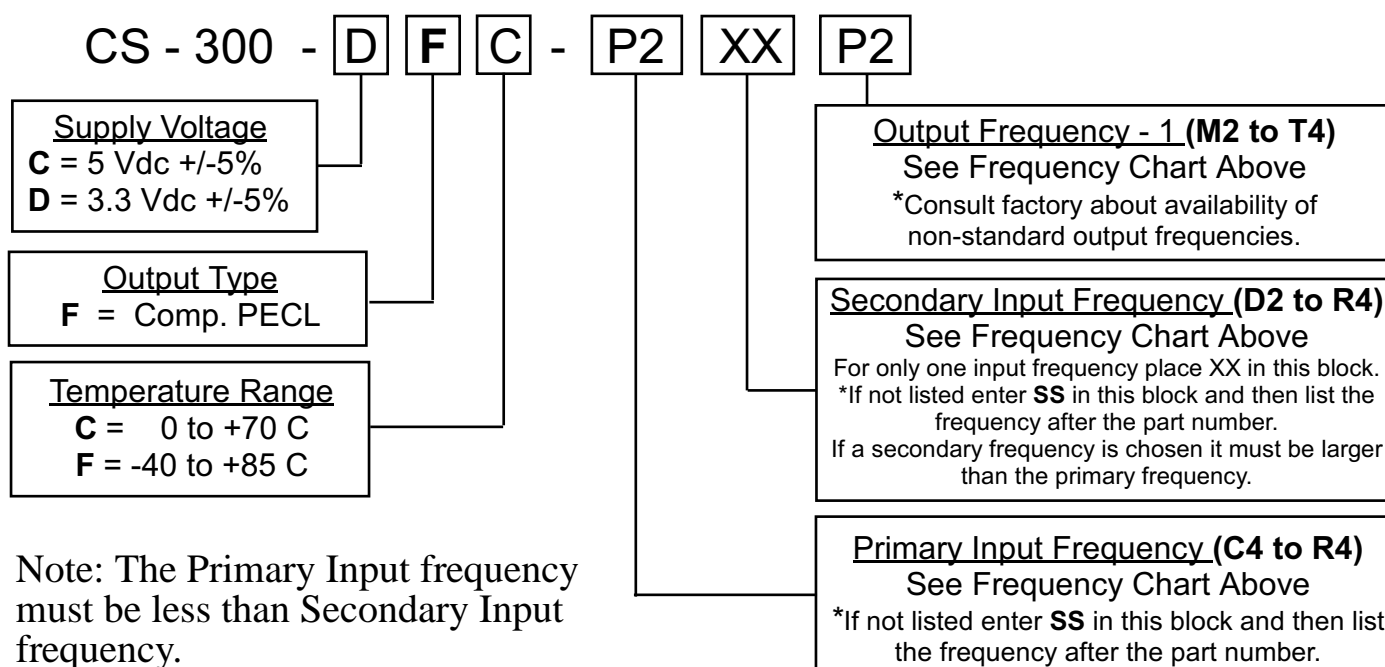 CS - 300 - D F C - P2 XX P2
Supply Voltage
C = 5 Vdc +/-5%
D = 3.3 Vdc +/-5%
Output Type
F = Comp. PECL
Temperature Range
C = 0 to +70 C
F = -40 to +85 C
Note: The Primary Input frequency
must be less than Secondary Input
frequency.
Output Frequency - 1 (M2 to T4)
See Frequency Chart Above
*Consult factory about availability of
non-standard output frequencies.
Secondary Input Frequency (D2 to R4)
See Frequency Chart Above
For only one input frequency place XX in this block.
*If not listed enter SS in this block and then list the
frequency after the part number.
If a secondary frequency is chosen it must be larger
than the primary frequency.
Primary Input Frequency (C4 to R4)
See Frequency Chart Above
*If not listed enter SS in this block and then list
the frequency after the part number.